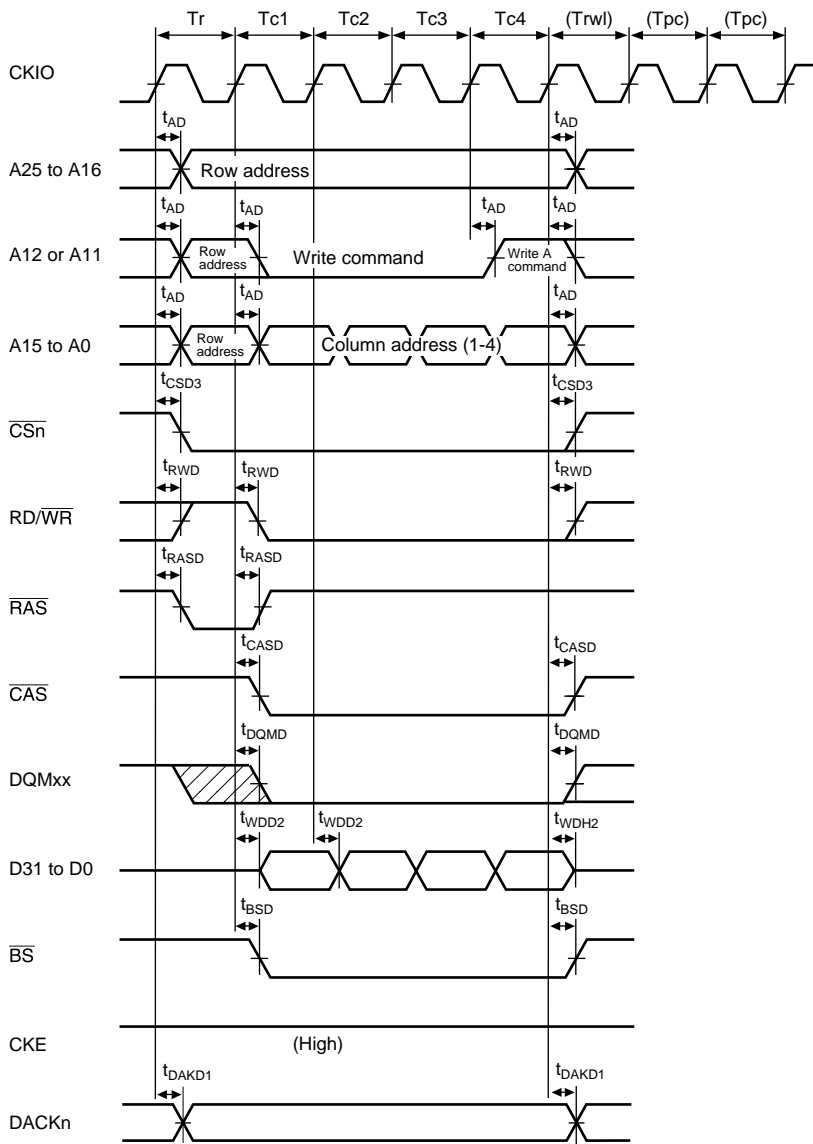 Tr Tc1 Tc2 Tc3 Tc4 (Trwl) (Tpc) (Tpc)
CKIO
tAD tAD
A25 to A16 Row address
tAD tAD tAD tAD
A12 or A11 Row address Write command Write A command
tAD tAD tAD
A15 to A0 Row address Column address (1-4)
tCSD3 tCSD3
CSn
tRWD tRWD tRWD
RD/WR
tRASD tRASD
RAS
tCASD tCASD
CAS
tDQMD tDQMD
DQMxx
tWDD2 tWDD2 tWDH2
D31 to D0
tBSD tBSD
BS
CKE (High)
tDAKD1 tDAKD1
DACKn